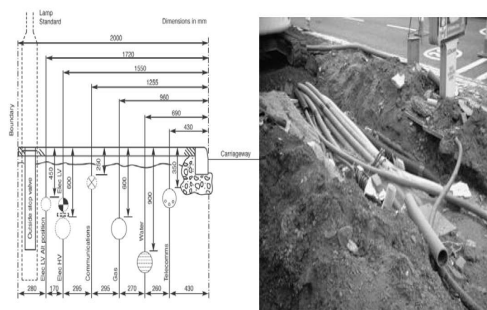 Lamp
Standard
Dimensions in mm
2000
1720
1550
1255
960
690
430
Boundary
Carriageway
Outside stop valve
450
Elec LV
600
250
600
900
350
Elec LV Alt position
Elec HV
Communications
Gas
Water
Telecomms
280
170
295
295
270
260
430